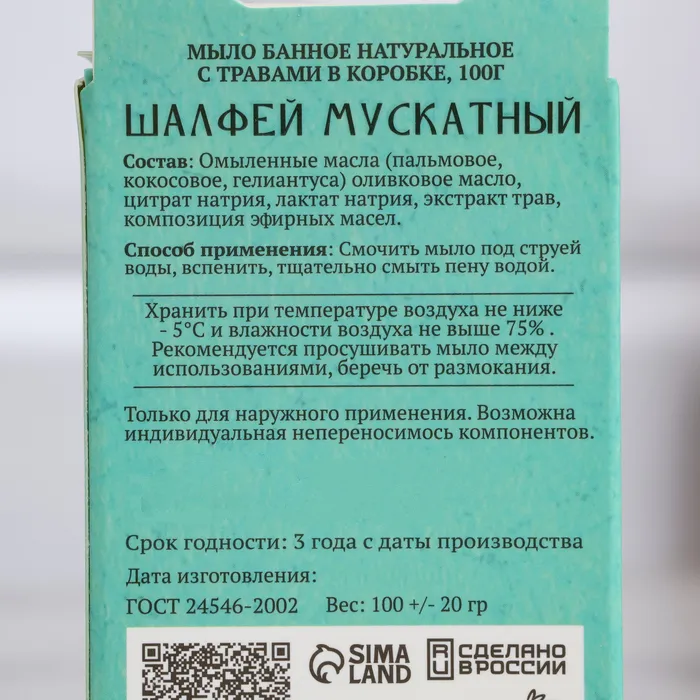 МЫЛО БАННОЕ НАТУРАЛЬНОЕ
С ТРАВАМИ В КОРОБКЕ, 100Г
ШАЛФЕЙ МУСКАТНЫЙ
Состав: Омыленные масла (пальмовое,
кокосовое, гелиантуса) оливковое масло,
цитрат натрия, лактат натрия, экстракт трав,
композиция эфирных масел.
Способ применения: Смочить мыло под струей
воды, вспенить, тщательно смыть пену водой.
Хранить при температуре воздуха не ниже
- 5°С и влажности воздуха не выше 75% .
Рекомендуется просушивать мыло между
использованиями, беречь от размокания.
Только для наружного применения. Возможна
индивидуальная непереносимось компонентов.
Срок годности: 3 года с даты производства
Дата изготовления:
ГОСТ 24546-2002 Вес: 100 +/- 20 гр
SIMA LAND СДЕЛАНО
В РОССИИ